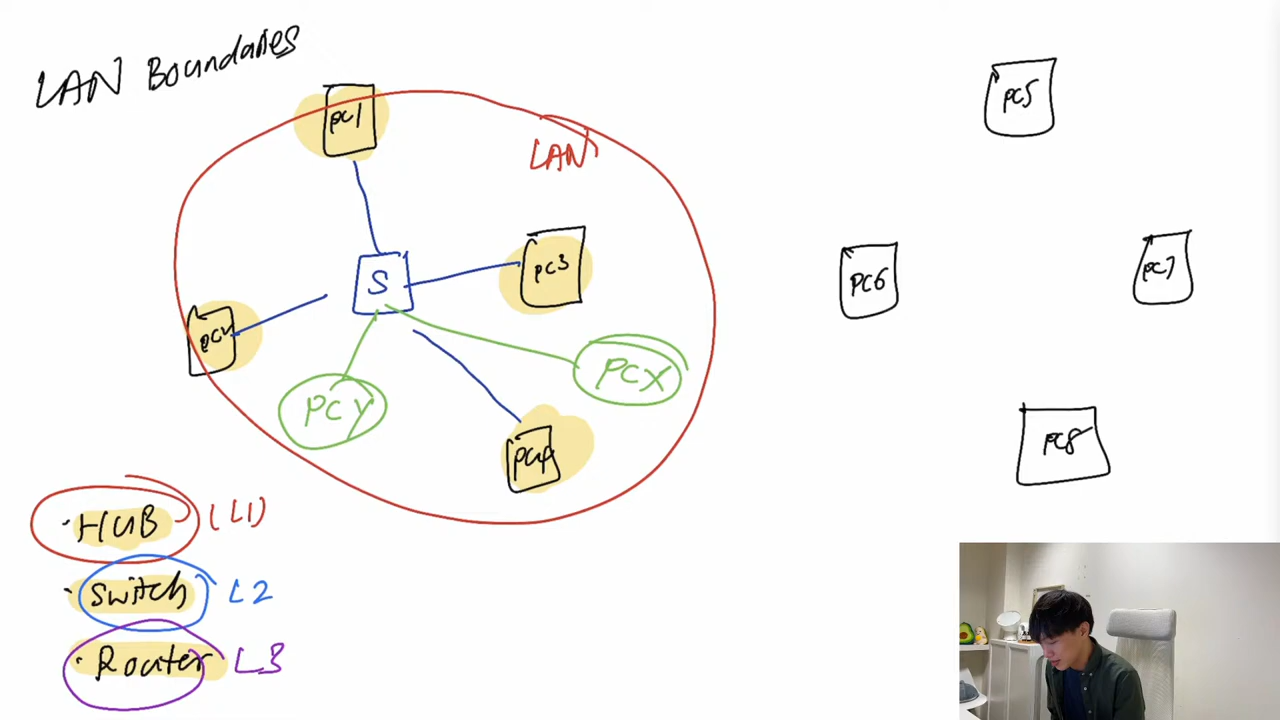 LAN Boundaries
PC1
LAN
PC5
S
PC3
PC6
PC7
PC2
PCY
PCX
PC4
PC8
· HUB (L1)
· Switch L2
· Router L3